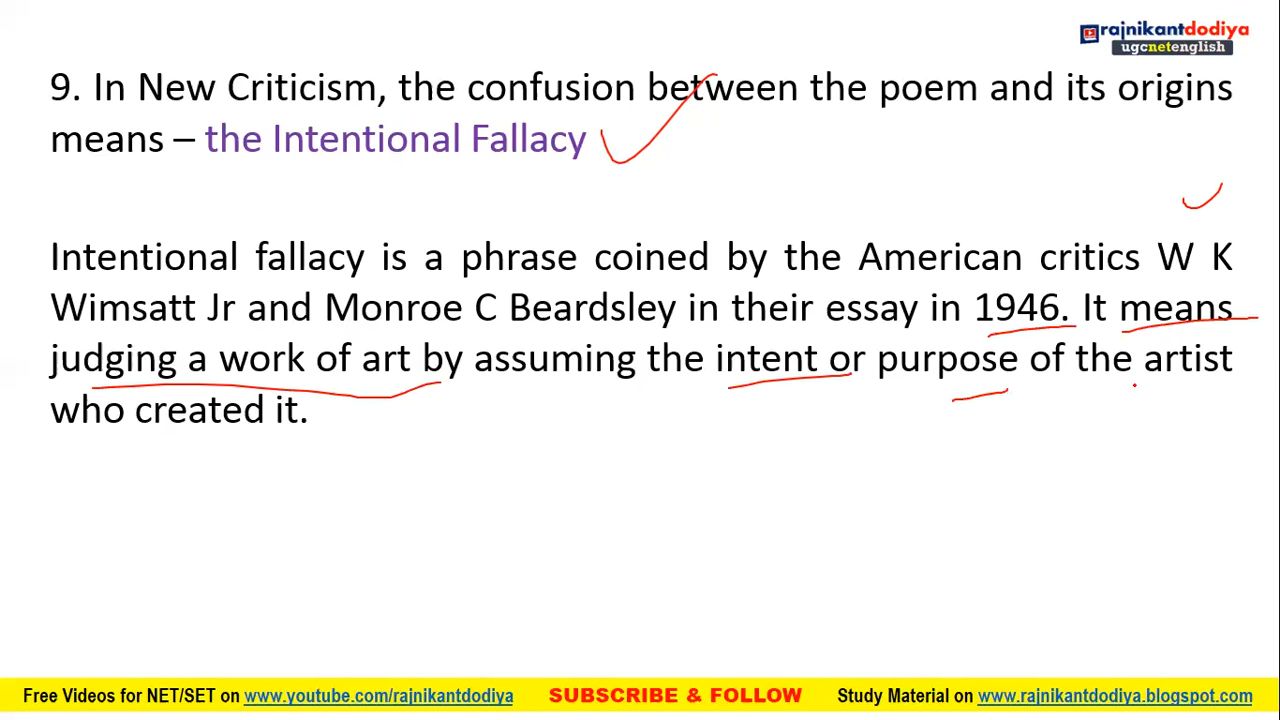 rajnikantdodiya
ugcnetenglish
9. In New Criticism, the confusion between the poem and its origins
means – the Intentional Fallacy
Intentional fallacy is a phrase coined by the American critics W K
Wimsatt Jr and Monroe C Beardsley in their essay in 1946. It means
judging a work of art by assuming the intent or purpose of the artist
who created it.
Free Videos for NET/SET on www.youtube.com/rajnikantdodiya SUBSCRIBE & FOLLOW Study Material on www.rajnikantdodiya.blogspot.com